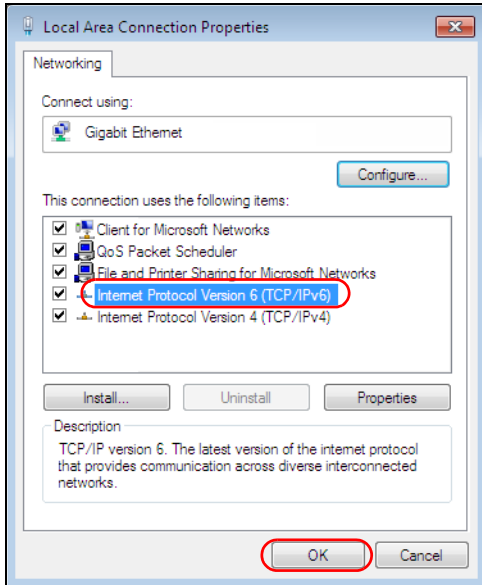 Local Area Connection Properties
Networking
Connect using:
Gigabit Ethernet
Configure...
This connection uses the following items:
Client for Microsoft Networks
QoS Packet Scheduler
File and Printer Sharing for Microsoft Networks
Internet Protocol Version 6 (TCP/IPv6)
Internet Protocol Version 4 (TCP/IPv4)
Install... Uninstall Properties
Description
TCP/IP version 6. The latest version of the internet protocol
that provides communication across diverse interconnected
networks.
OK Cancel